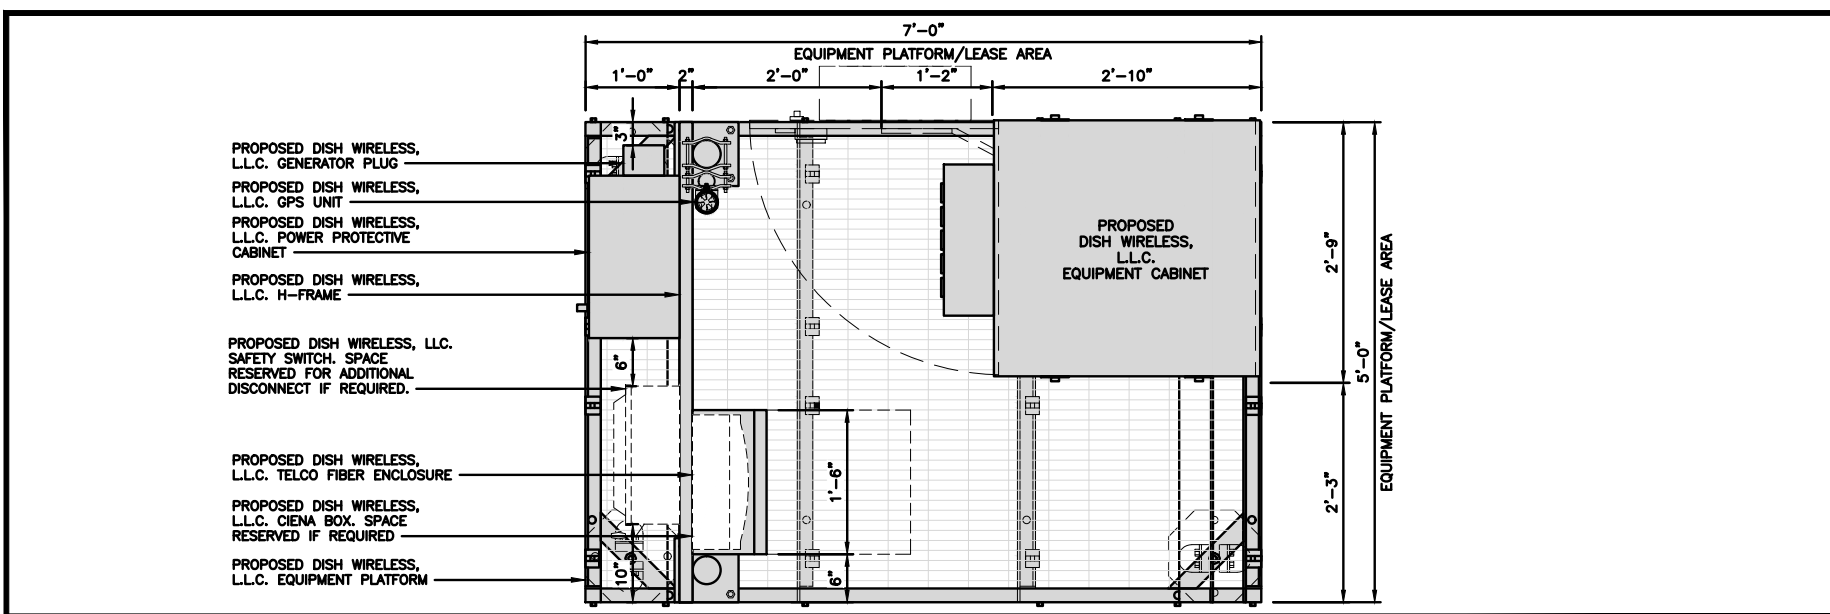 7'-0"
EQUIPMENT PLATFORM/LEASE AREA
1'-0" 2" 2'-0" 1'-2" 2'-10"
3"
PROPOSED DISH WIRELESS,
L.L.C. GENERATOR PLUG
PROPOSED DISH WIRELESS,
L.L.C. GPS UNIT
PROPOSED DISH WIRELESS,
L.L.C. POWER PROTECTIVE
CABINET
PROPOSED DISH WIRELESS,
L.L.C. H-FRAME
PROPOSED DISH WIRELESS, LLC.
SAFETY SWITCH. SPACE
RESERVED FOR ADDITIONAL
DISCONNECT IF REQUIRED.
PROPOSED DISH WIRELESS,
L.L.C. TELCO FIBER ENCLOSURE
PROPOSED DISH WIRELESS,
L.L.C. CIENA BOX. SPACE
RESERVED IF REQUIRED
PROPOSED DISH WIRELESS,
L.L.C. EQUIPMENT PLATFORM
6"
10"
1'-6"
6"
PROPOSED
DISH WIRELESS,
L.L.C.
EQUIPMENT CABINET
2'-9"
2'-3"
5'-0"
EQUIPMENT PLATFORM/LEASE AREA